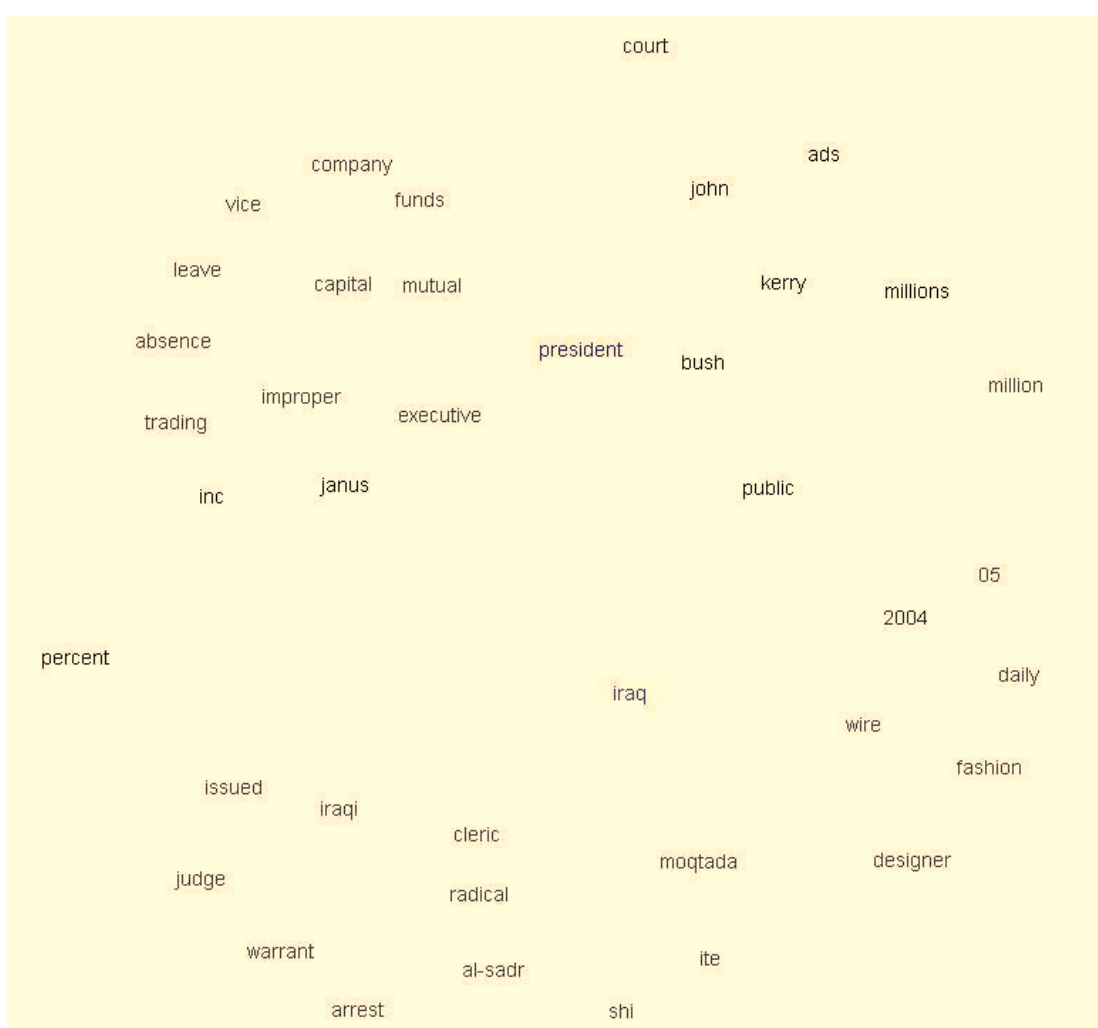 court
ads
company
john
vice
funds
leave
capital
mutual
kerry
millions
absence
president
bush
million
improper
trading
executive
inc
janus
public
05
2004
percent
daily
iraq
wire
fashion
issued
iraqi
cleric
moqtada
designer
judge
radical
warrant
al-sadr
ite
arrest
shi